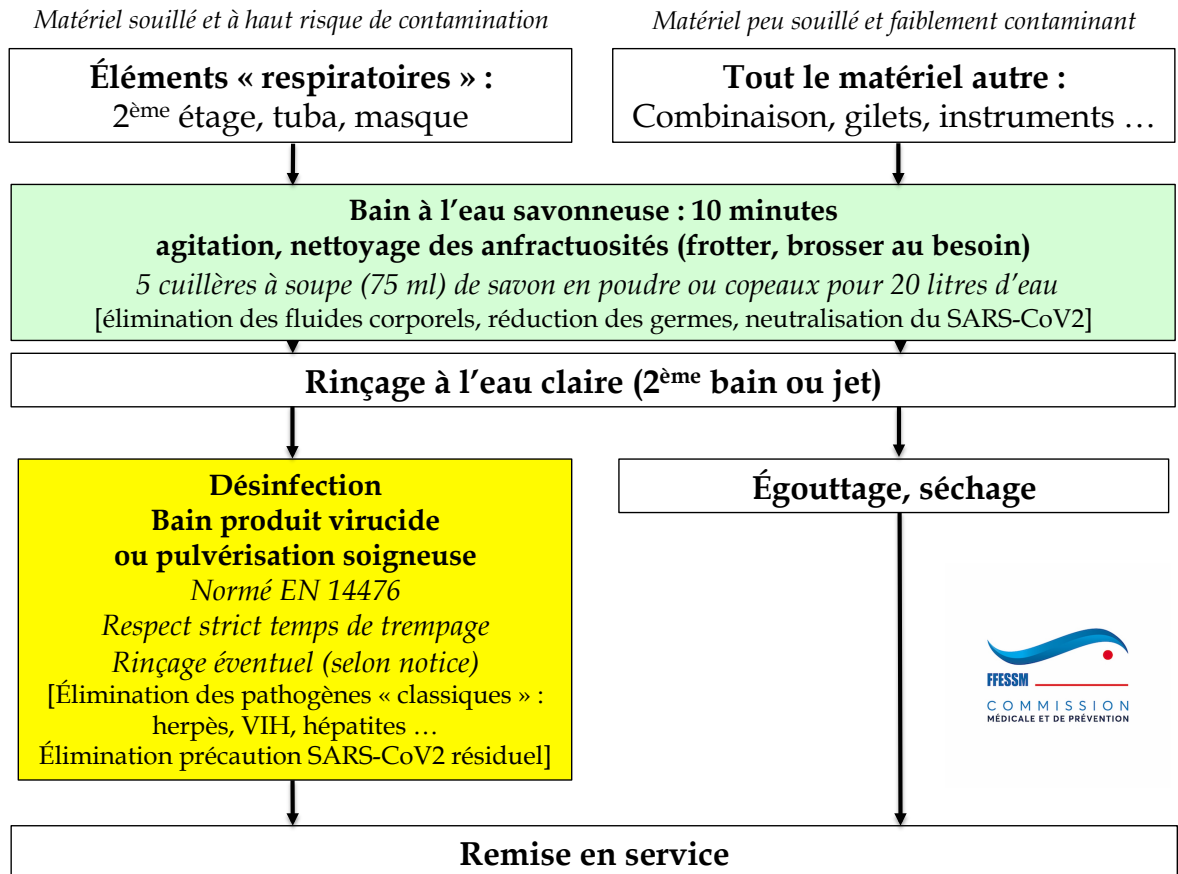 Matériel souillé et à haut risque de contamination
Matériel peu souillé et faiblement contaminant
Éléments « respiratoires » :
2ème étage, tuba, masque
Tout le matériel autre :
Combinaison, gilets, instruments …
Bain à l’eau savonneuse : 10 minutes
agitation, nettoyage des anfractuosités (frotter, brosser au besoin)
5 cuillères à soupe (75 ml) de savon en poudre ou copeaux pour 20 litres d’eau
[élimination des fluides corporels, réduction des germes, neutralisation du SARS-CoV2]
Rinçage à l’eau claire (2ème bain ou jet)
Désinfection
Bain produit virucide
ou pulvérisation soigneuse
Normé EN 14476
Respect strict temps de trempage
Rinçage éventuel (selon notice)
[Élimination des pathogènes « classiques » :
herpès, VIH, hépatites …
Élimination précaution SARS-CoV2 résiduel]
Égouttage, séchage
FFESSM
COMMISSION
MÉDICALE ET DE PRÉVENTION
Remise en service